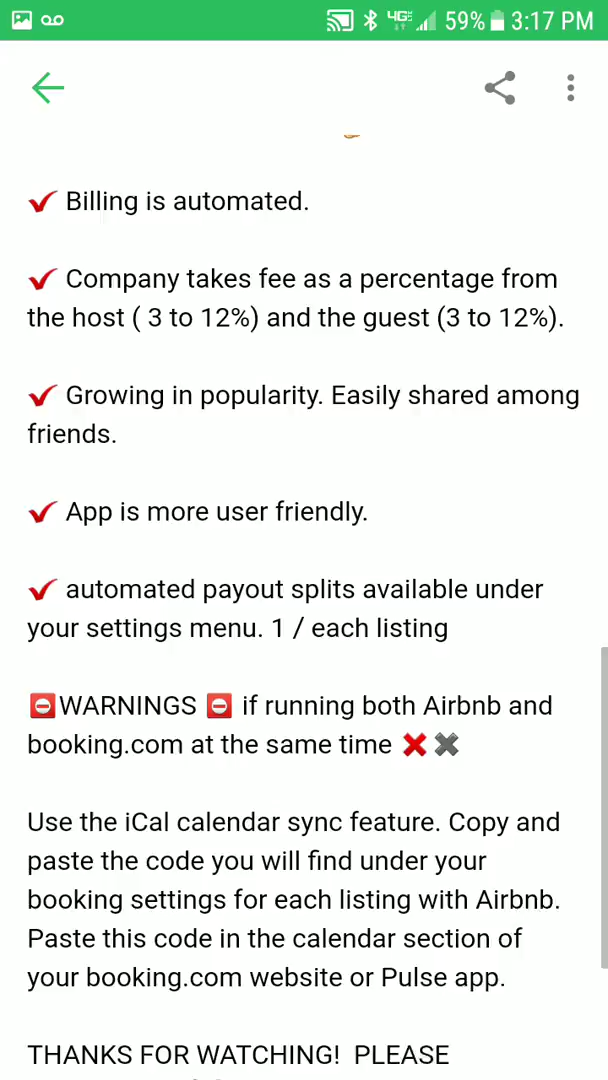 4G 59% 3:17 PM
✔ Billing is automated.
✔ Company takes fee as a percentage from
the host ( 3 to 12%) and the guest (3 to 12%).
✔ Growing in popularity. Easily shared among
friends.
✔ App is more user friendly.
✔ automated payout splits available under
your settings menu. 1 / each listing
⛔WARNINGS ⛔ if running both Airbnb and
booking.com at the same time ❌✖
Use the iCal calendar sync feature. Copy and
paste the code you will find under your
booking settings for each listing with Airbnb.
Paste this code in the calendar section of
your booking.com website or Pulse app.
THANKS FOR WATCHING!  PLEASE